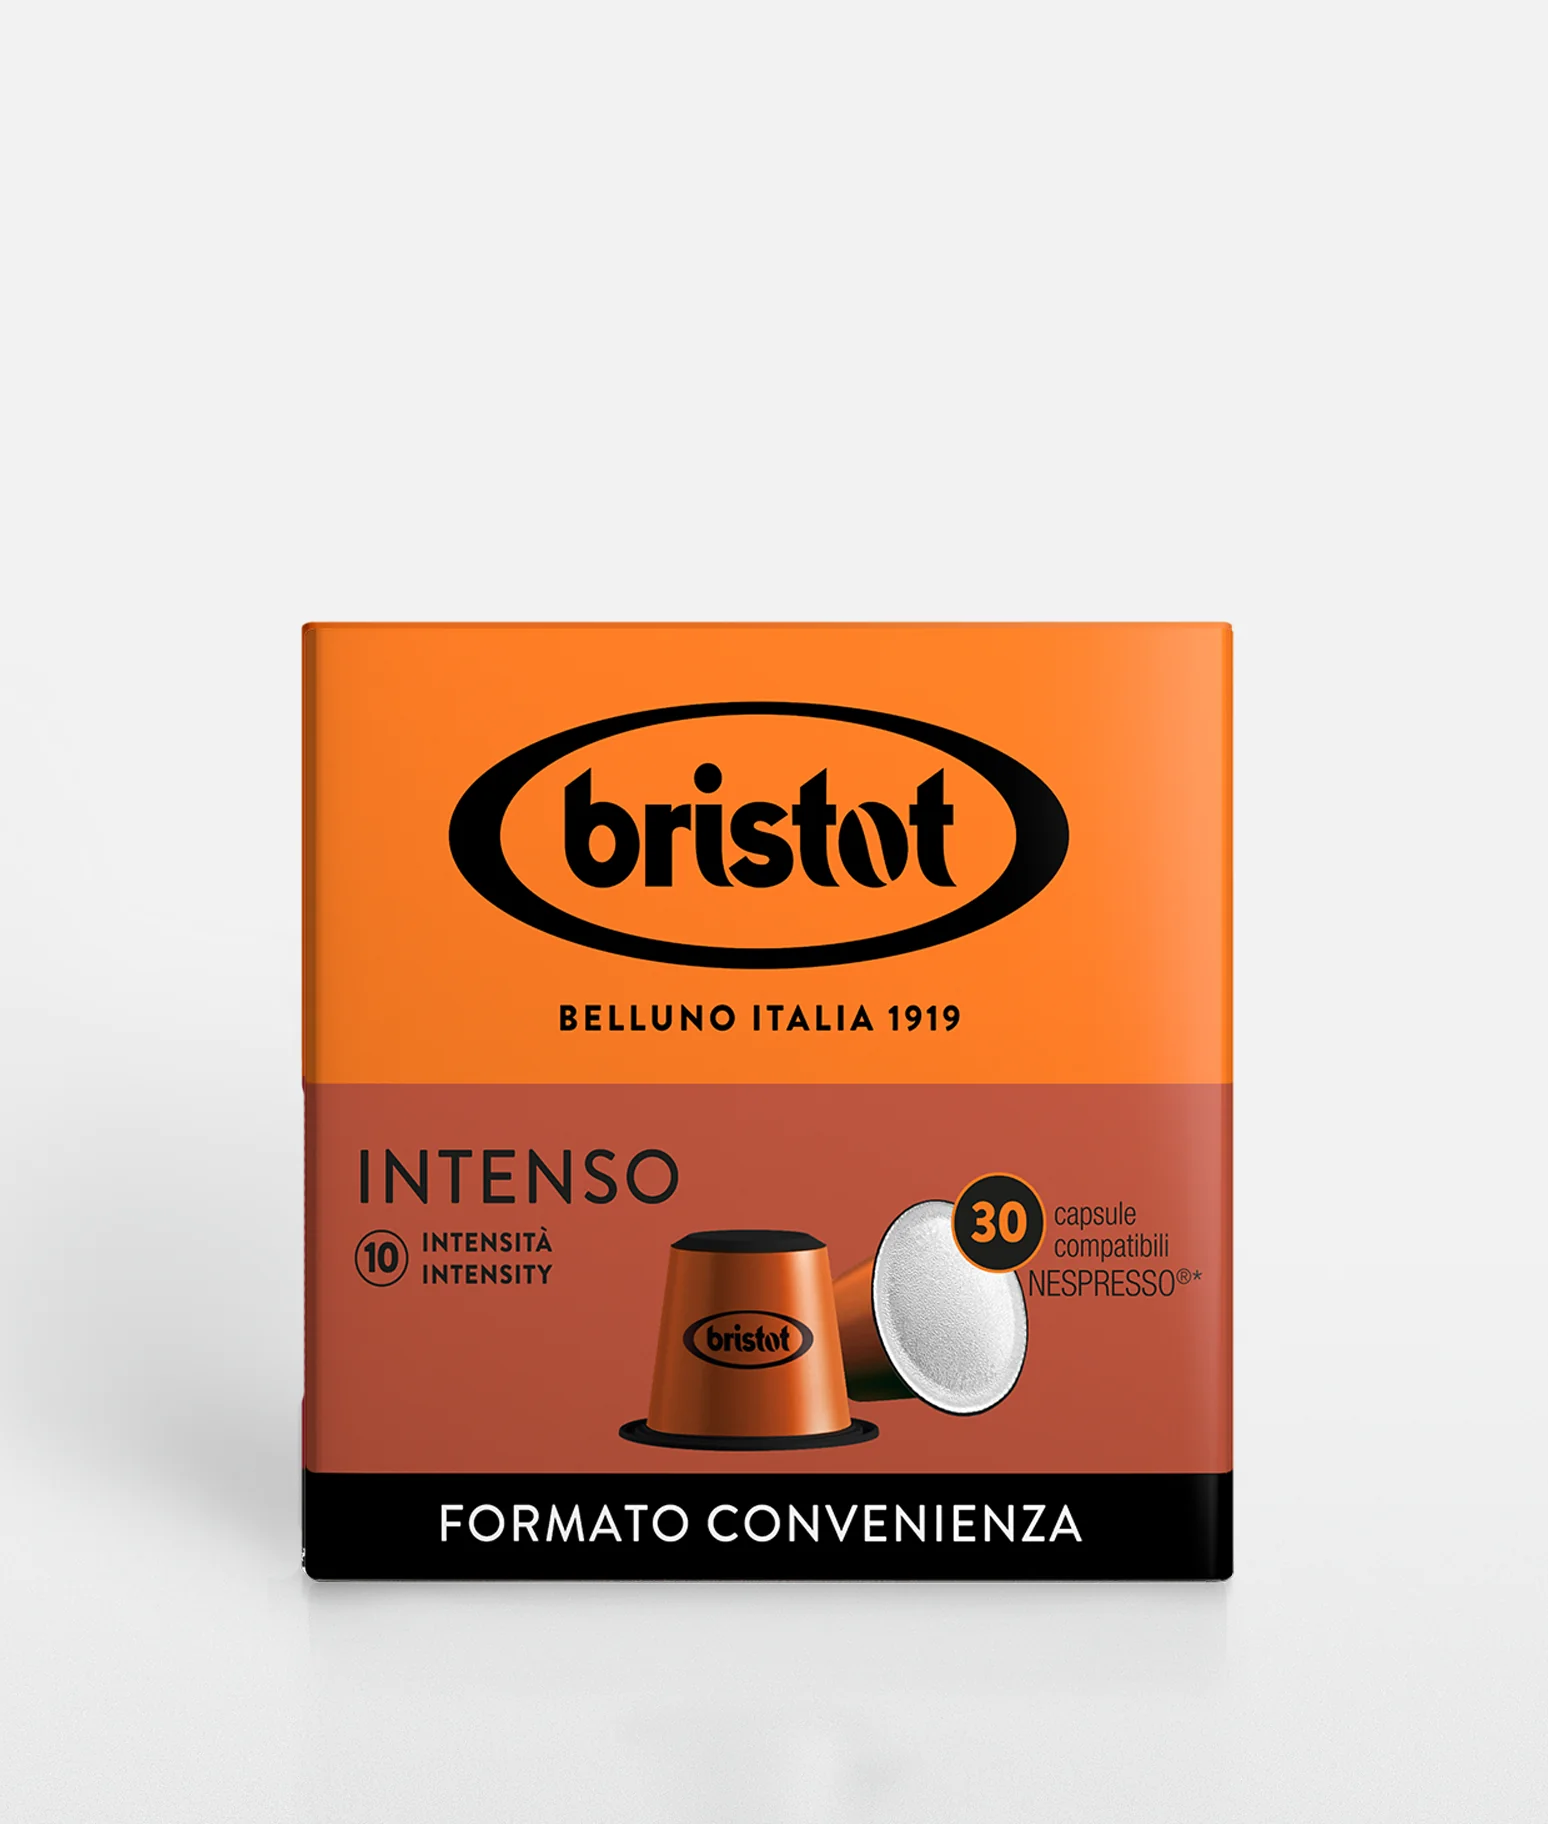 bristot
BELLUNO ITALIA 1919
INTENSO
10
INTENSITÀ
INTENSITY
30
capsule
compatibili
NESPRESSO®*
bristot
FORMATO CONVENIENZA